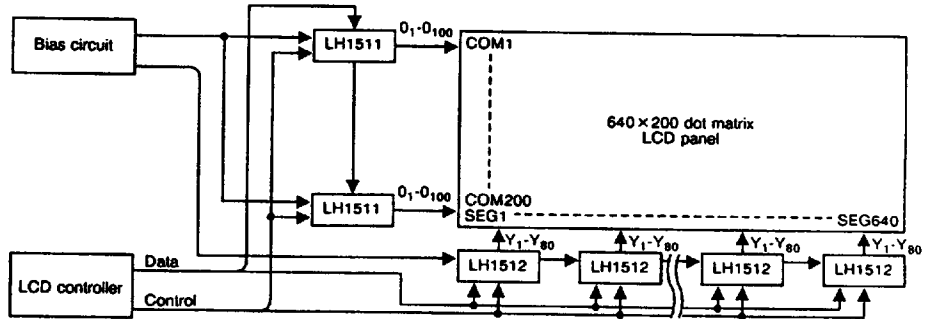 Bias circuit
LH1511
O₁-O₁₀₀
COM1
640 × 200 dot matrix
LCD panel
LH1511
O₁-O₁₀₀
COM200
SEG1
SEG640
Y₁-Y₈₀
Y₁-Y₈₀
Y₁-Y₈₀
Y₁-Y₈₀
LH1512
LH1512
LH1512
LH1512
LCD controller
Data
Control